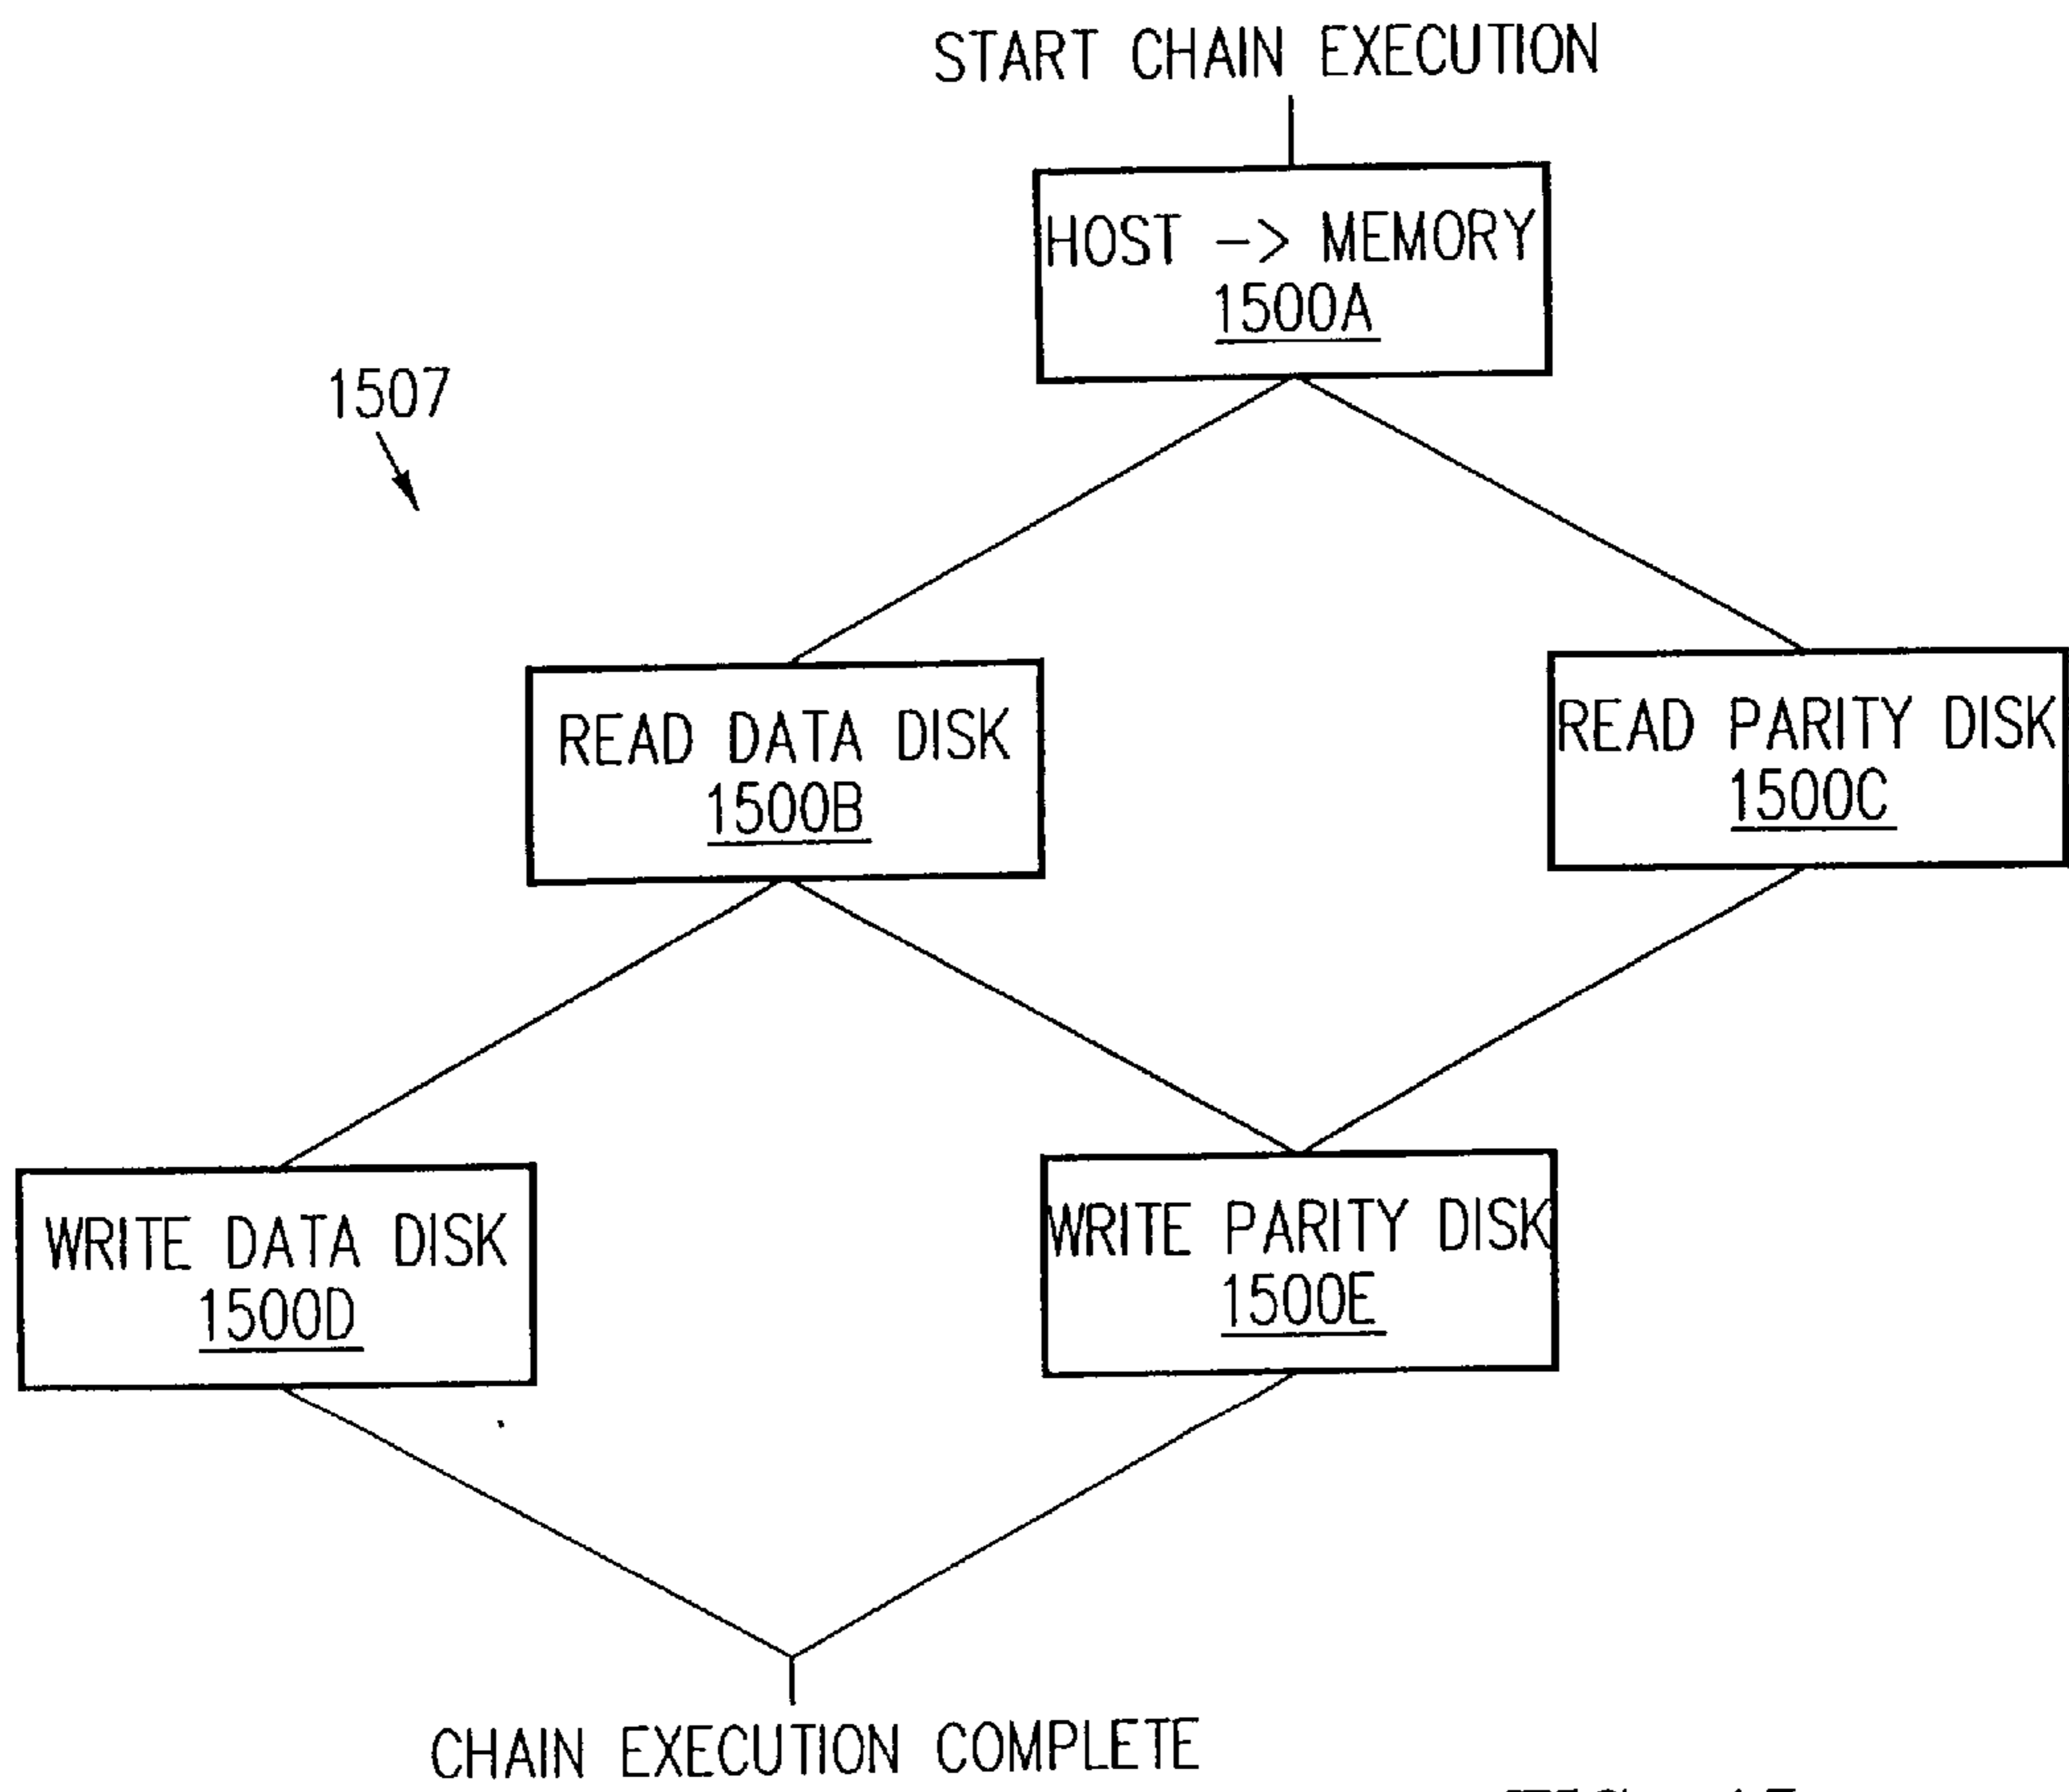 START CHAIN EXECUTION
HOST -> MEMORY
1500A
1507
READ DATA DISK
1500B
READ PARITY DISK
1500C
WRITE DATA DISK
1500D
WRITE PARITY DISK
1500E
CHAIN EXECUTION COMPLETE